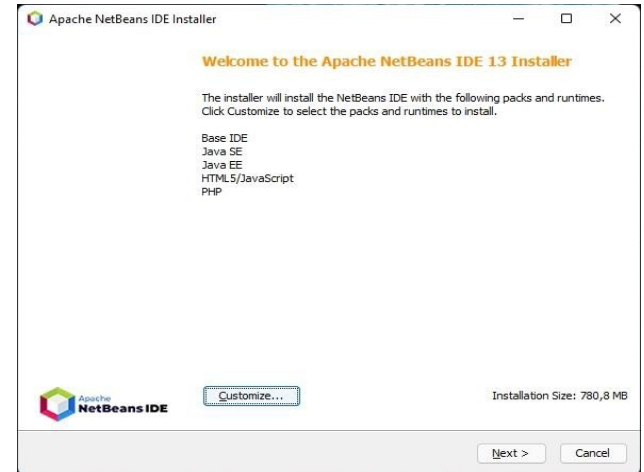 Apache NetBeans IDE Installer
Welcome to the Apache NetBeans IDE 13 Installer
The installer will install the NetBeans IDE with the following packs and runtimes.
Click Customize to select the packs and runtimes to install.
Base IDE
Java SE
Java EE
HTML5/JavaScript
PHP
Apache
NetBeans IDE
Customize...
Installation Size: 780,8 MB
Next >
Cancel